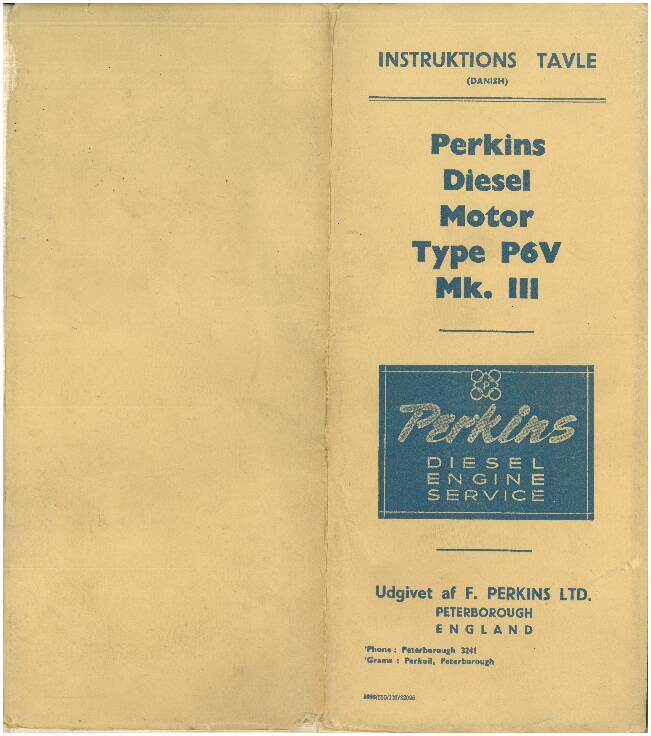 INSTRUKTIONS TAVLE
(DANISH)
Perkins
Diesel
Motor
Type P6V
Mk. III
P
Perkins
DIESEL
ENGINE
SERVICE
Udgivet af F. PERKINS LTD.
PETERBOROUGH
ENGLAND
'Phone : Peterborough 3241
'Grams : Perkoil, Peterborough